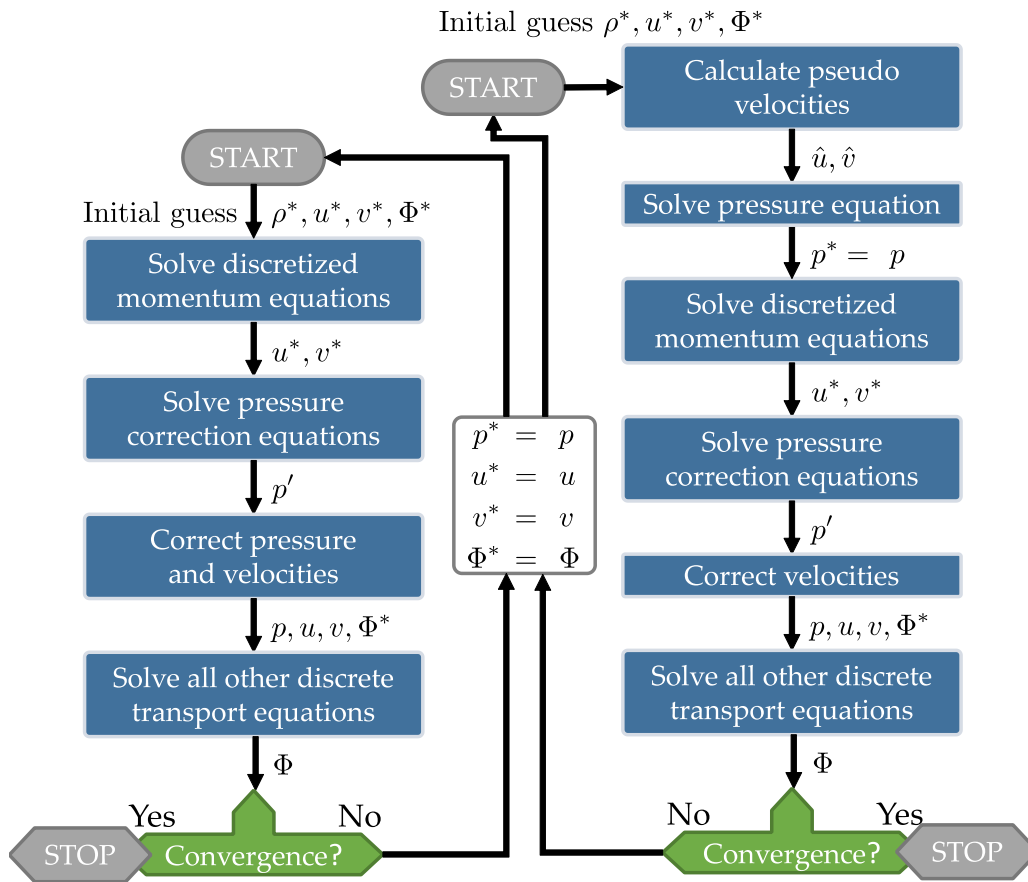 START
Initial guess ρ*, u*, v*, Φ*
Solve discretized
momentum equations
u*, v*
Solve pressure
correction equations
p′
Correct pressure
and velocities
p, u, v, Φ*
Solve all other discrete
transport equations
Φ
Yes
No
STOP
Convergence?
p* = p
u* = u
v* = v
Φ* = Φ
Initial guess ρ*, u*, v*, Φ*
START
Calculate pseudo
velocities
û, v̂
Solve pressure equation
p* = p
Solve discretized
momentum equations
u*, v*
Solve pressure
correction equations
p′
Correct velocities
p, u, v, Φ*
Solve all other discrete
transport equations
Φ
No
Yes
Convergence?
STOP